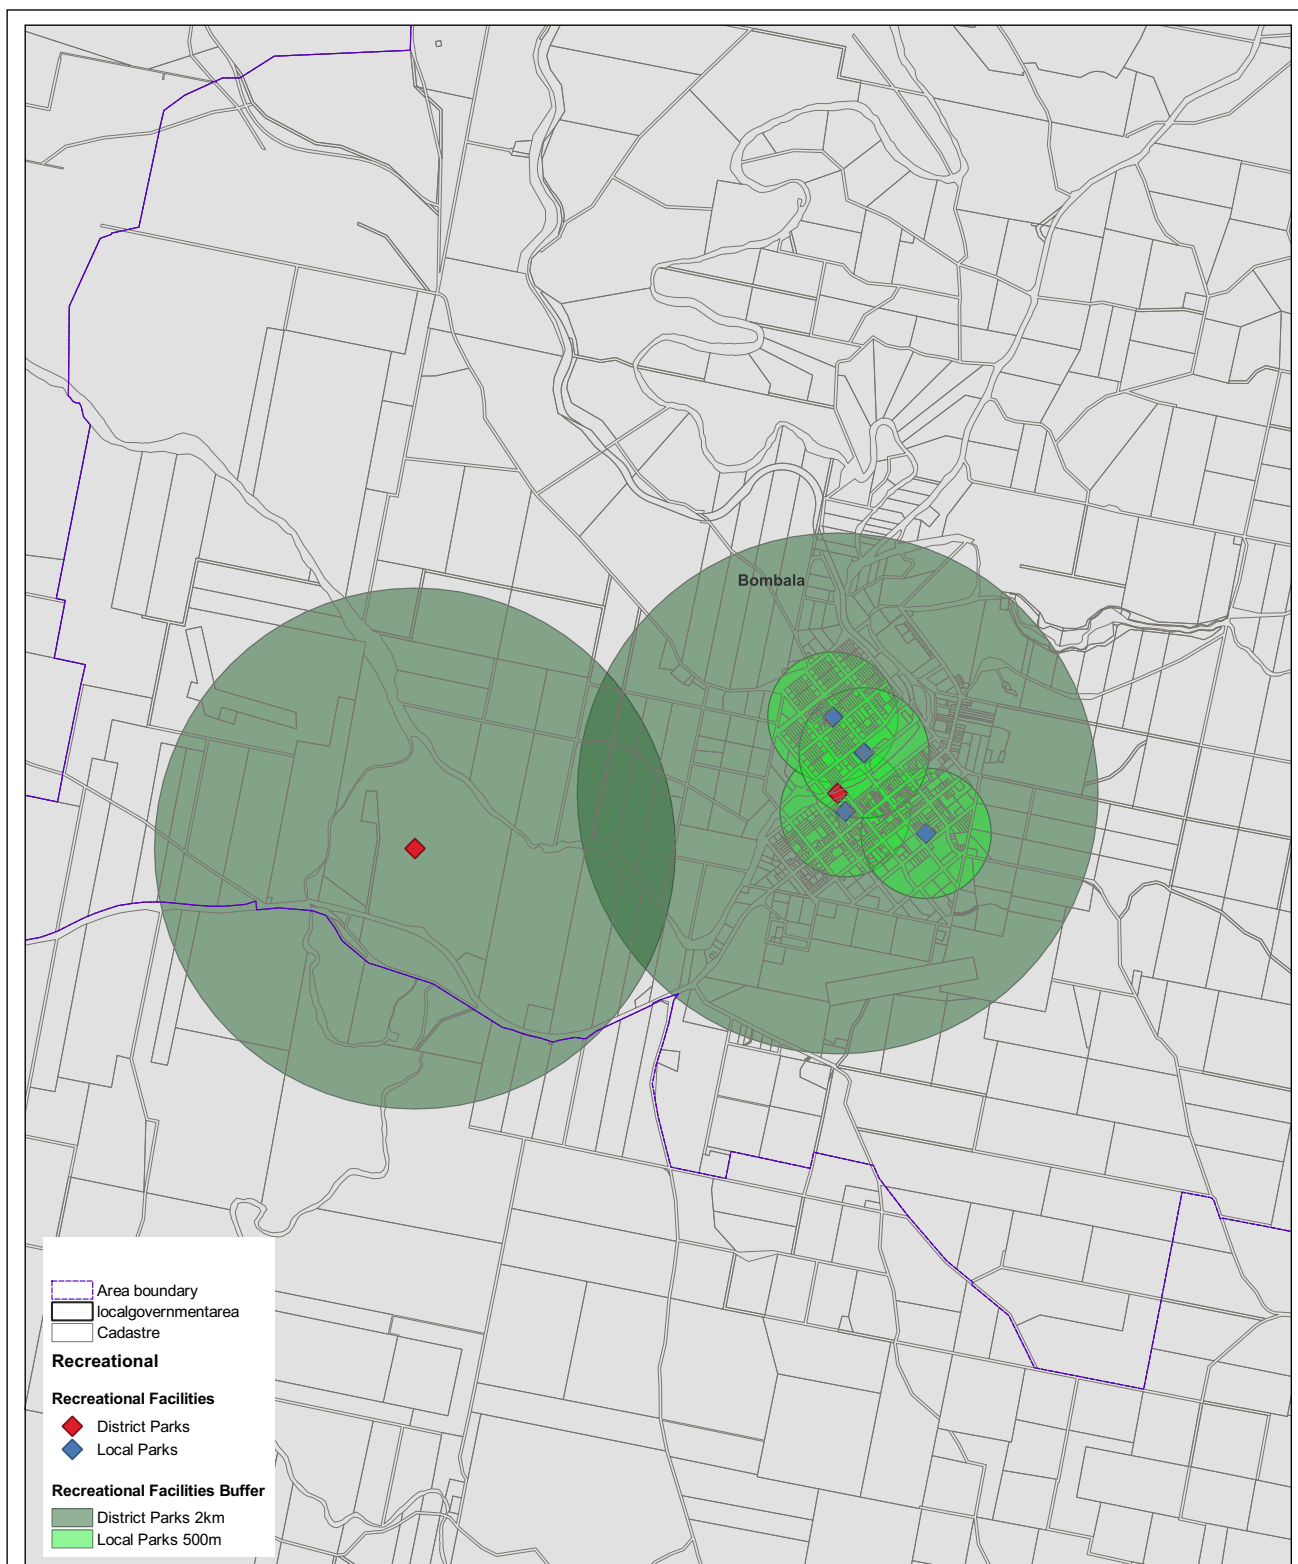 Bombala
Area boundary
localgovernmentarea
Cadastre
Recreational
Recreational Facilities
District Parks
Local Parks
Recreational Facilities Buffer
District Parks 2km
Local Parks 500m